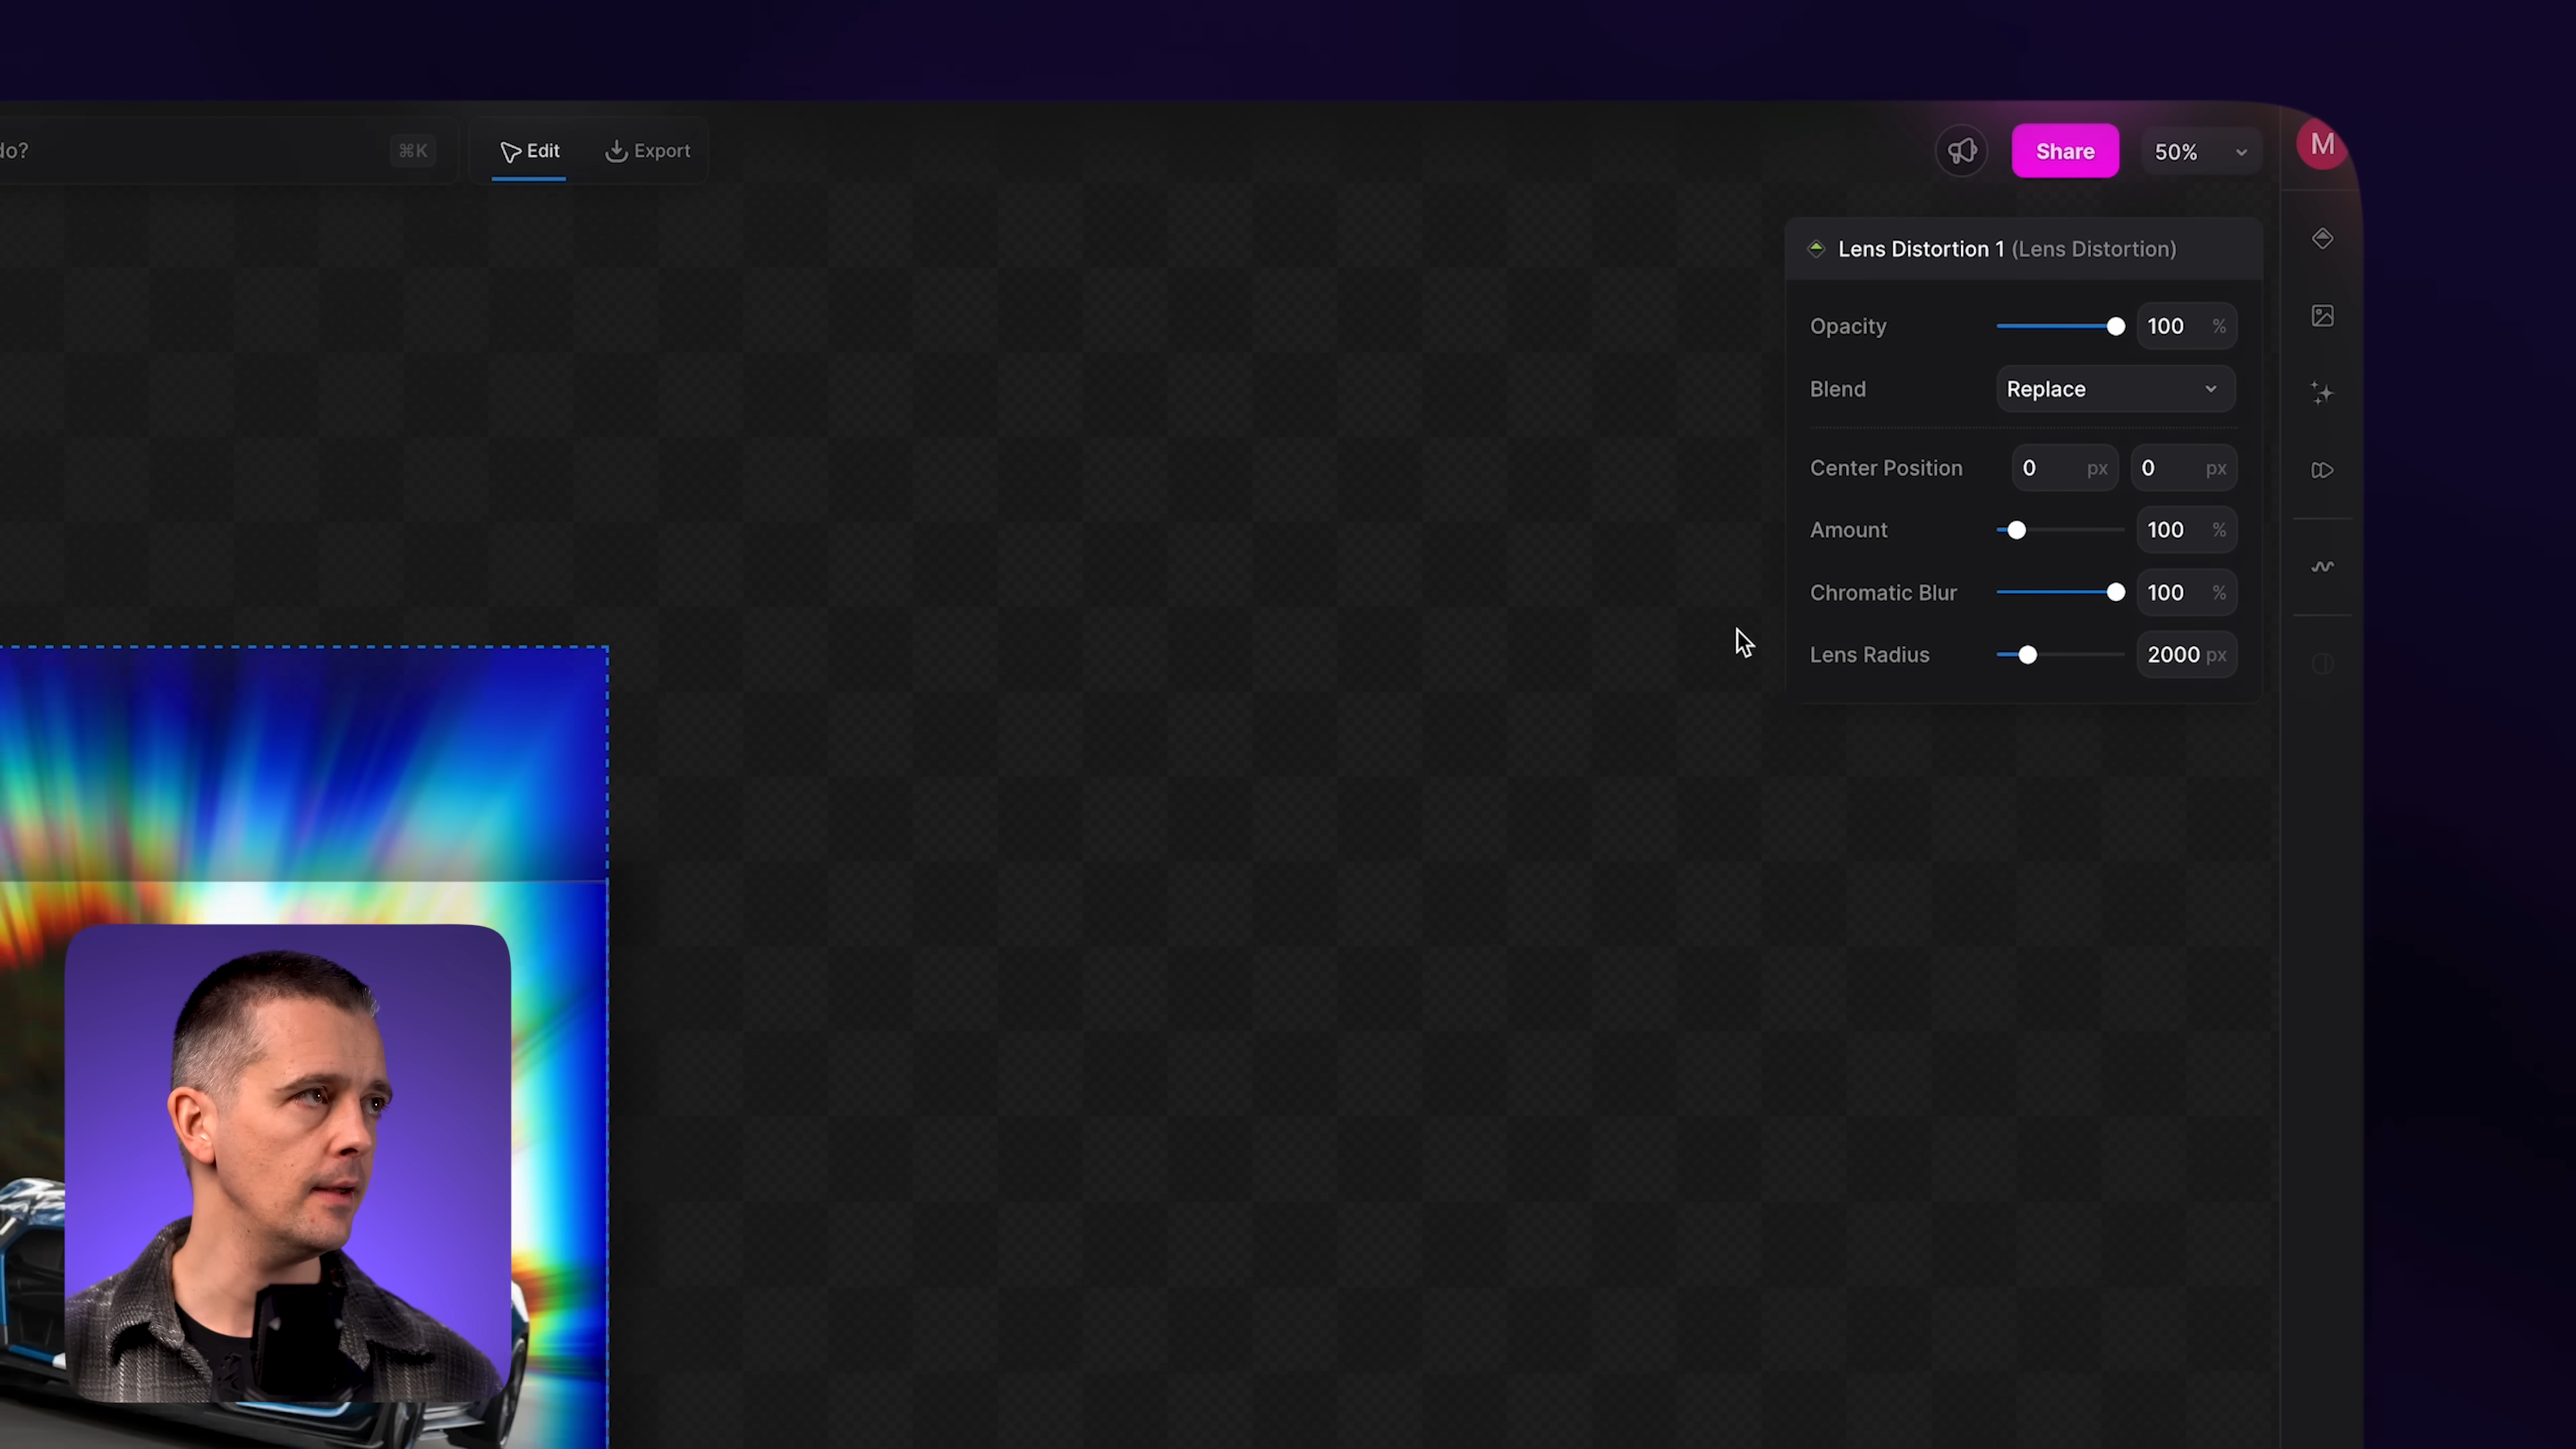 do?
⌘K
Edit
Export
Share
50%
M
Lens Distortion 1 (Lens Distortion)
Opacity 100 %
Blend Replace
Center Position 0 px 0 px
Amount 100 %
Chromatic Blur 100 %
Lens Radius 2000 px